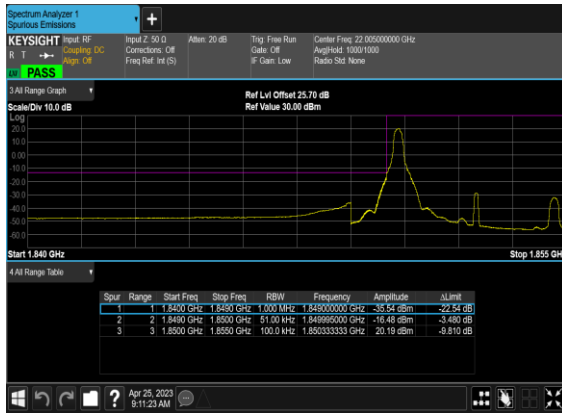 Spectrum Analyzer 1
Spurious Emissions
+
KEYSIGHT Input: RF Input Z: 50 Ω Atten: 20 dB Trig: Free Run Center Freq: 22.005000000 GHz
R T Coupling: DC Corrections: Off Gate: Off Avg|Hold: 1000/1000
Align: Off Freq Ref: Int (S) IF Gain: Low Radio Std: None
PASS
3 All Range Graph
Ref Lvl Offset 25.70 dB
Scale/Div 10.0 dB Ref Value 30.00 dBm
Log
20.0
10.0
0.00
-10.0
-20.0
-30.0
-40.0
-50.0
-60.0
Start 1.840 GHz Stop 1.855 GH
4 All Range Table
Spur Range Start Freq Stop Freq RBW Frequency Amplitude ΔLimit
1 1 1.8400 GHz 1.8490 GHz 1.000 MHz 1.849000000 GHz -35.54 dBm -22.54 dB
2 2 1.8490 GHz 1.8500 GHz 51.00 kHz 1.849995000 GHz -16.48 dBm -3.480 dB
3 3 1.8500 GHz 1.8550 GHz 100.0 kHz 1.850333333 GHz 20.19 dBm -9.810 dB
? Apr 25, 2023
9:11:23 AM